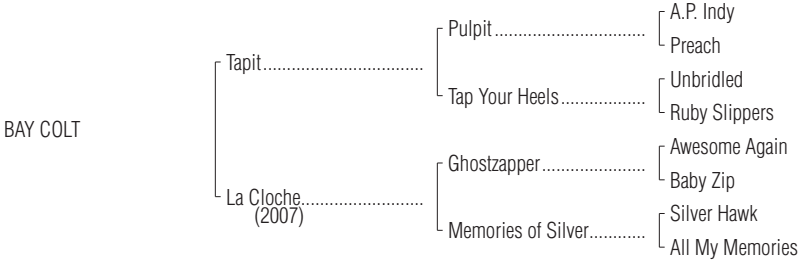 A.P. Indy
Pulpit..............................
Preach
Tapit................................
Unbridled
Tap Your Heels.................
Ruby Slippers
BAY COLT
Awesome Again
Ghostzapper.....................
Baby Zip
La Cloche.........................
(2007)
Silver Hawk
Memories of Silver............
All My Memories